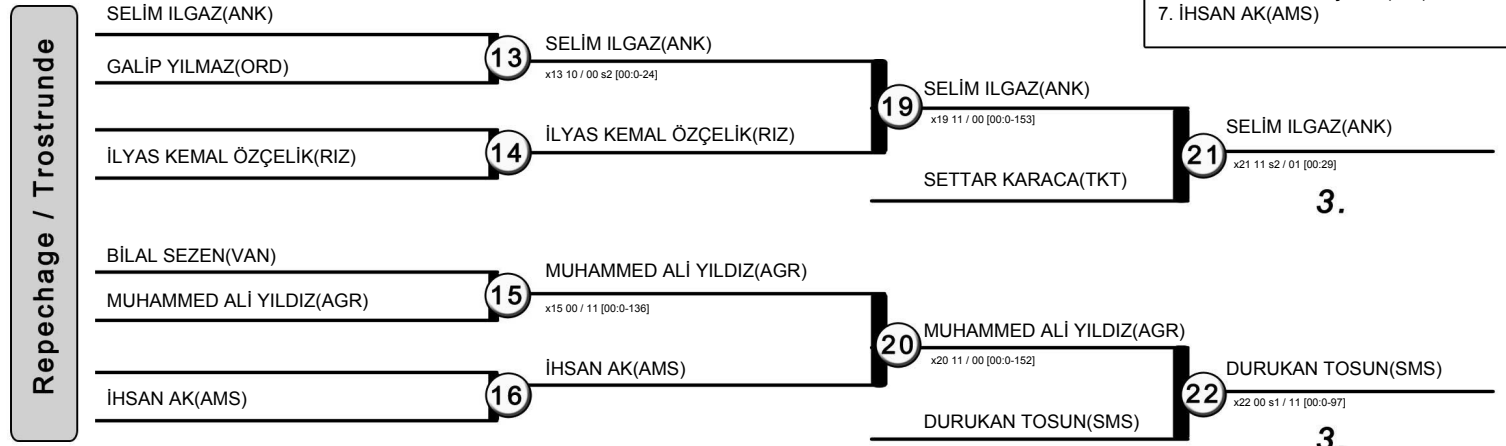 7. İHSAN AK(AMS)
Repechage / Trostrunde
SELİM ILGAZ(ANK)
GALİP YILMAZ(ORD)
13
SELİM ILGAZ(ANK)
x13 10 / 00 s2 [00:0-24]
İLYAS KEMAL ÖZÇELİK(RIZ)
14
İLYAS KEMAL ÖZÇELİK(RIZ)
19
SELİM ILGAZ(ANK)
x19 11 / 00 [00:0-153]
SETTAR KARACA(TKT)
21
SELİM ILGAZ(ANK)
x21 11 s2 / 01 [00:29]
3.
BİLAL SEZEN(VAN)
MUHAMMED ALİ YILDIZ(AGR)
15
MUHAMMED ALİ YILDIZ(AGR)
x15 00 / 11 [00:0-136]
İHSAN AK(AMS)
16
İHSAN AK(AMS)
20
MUHAMMED ALİ YILDIZ(AGR)
x20 11 / 00 [00:0-152]
DURUKAN TOSUN(SMS)
22
DURUKAN TOSUN(SMS)
x22 00 s1 / 11 [00:0-97]
3